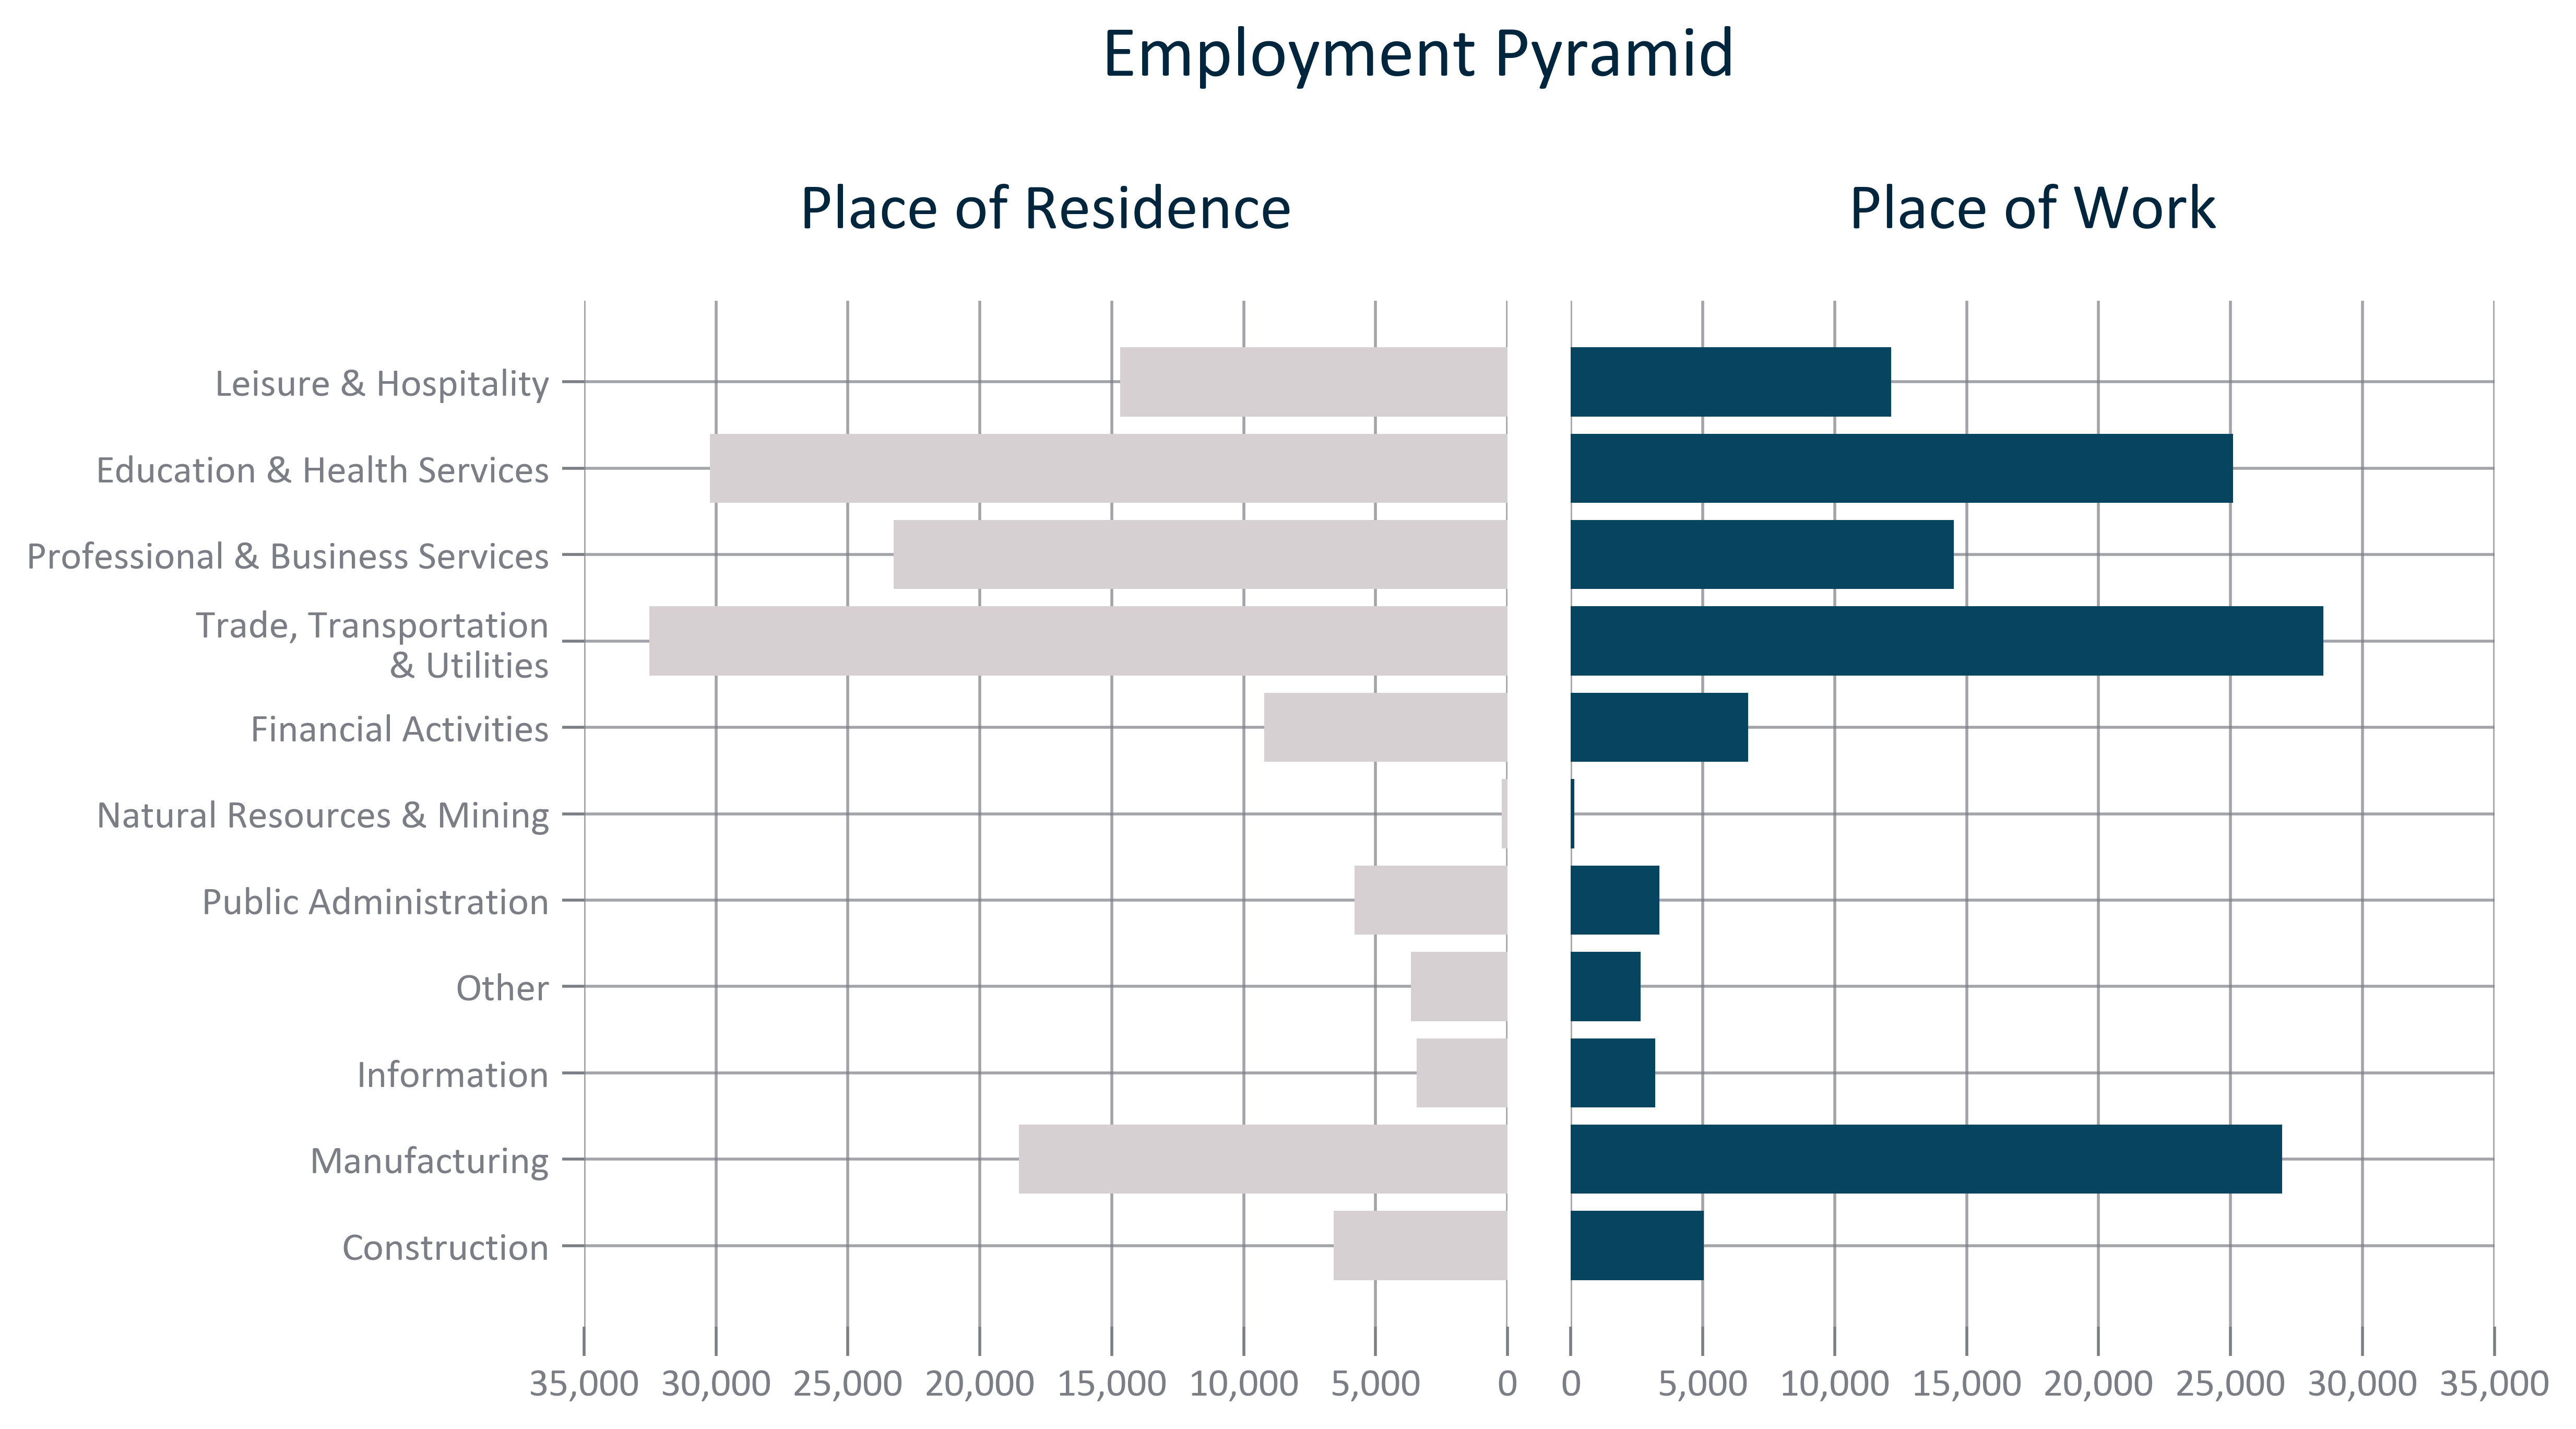 Employment Pyramid
Place of Residence
Place of Work
Leisure & Hospitality
Education & Health Services
Professional & Business Services
Trade, Transportation
& Utilities
Financial Activities
Natural Resources & Mining
Public Administration
Other
Information
Manufacturing
Construction
35,000 30,000 25,000 20,000 15,000 10,000 5,000 0
0 5,000 10,000 15,000 20,000 25,000 30,000 35,000